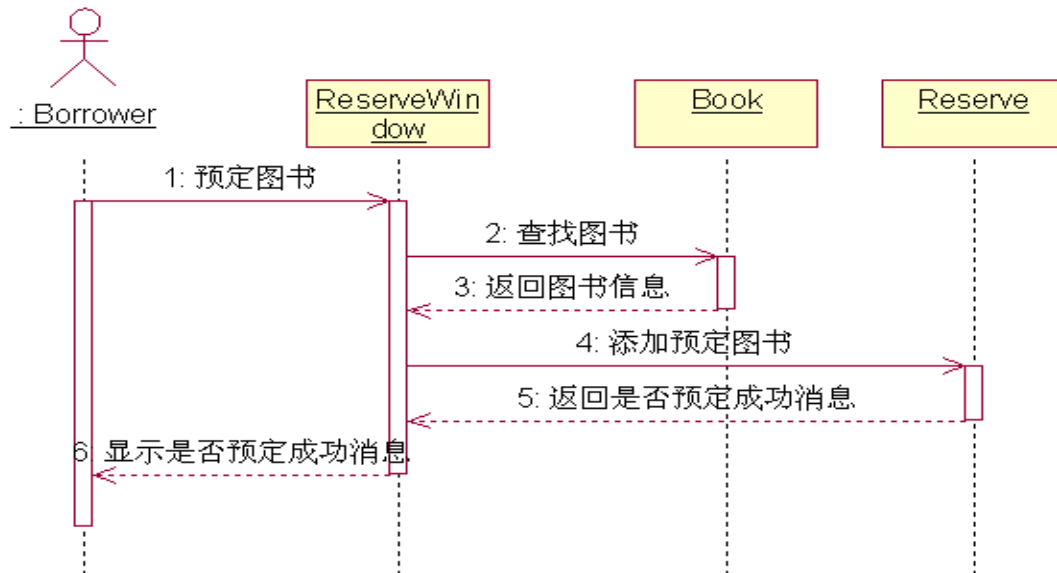 : Borrower
ReserveWin
dow
Book
Reserve
1: 预定图书
2: 查找图书
3: 返回图书信息
4: 添加预定图书
5: 返回是否预定成功消息
6: 显示是否预定成功消息